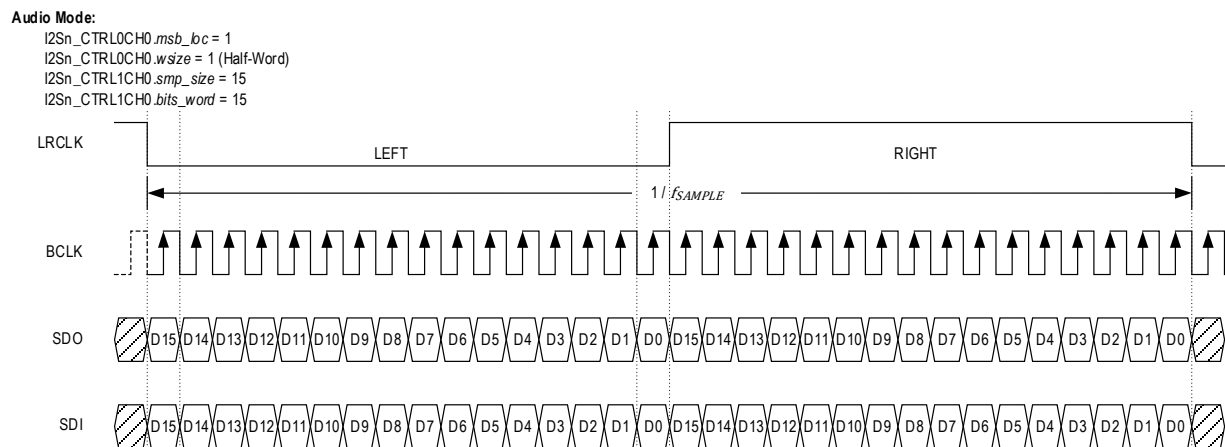 Audio Mode:
I2Sn_CTRL0CH0.msb_loc = 1
I2Sn_CTRL0CH0.wsize = 1 (Half-Word)
I2Sn_CTRL1CH0.smp_size = 15
I2Sn_CTRL1CH0.bits_word = 15
LRCLK LEFT RIGHT
1 / fSAMPLE
BCLK
SDO D15 D14 D13 D12 D11 D10 D9 D8 D7 D6 D5 D4 D3 D2 D1 D0 D15 D14 D13 D12 D11 D10 D9 D8 D7 D6 D5 D4 D3 D2 D1 D0
SDI D15 D14 D13 D12 D11 D10 D9 D8 D7 D6 D5 D4 D3 D2 D1 D0 D15 D14 D13 D12 D11 D10 D9 D8 D7 D6 D5 D4 D3 D2 D1 D0